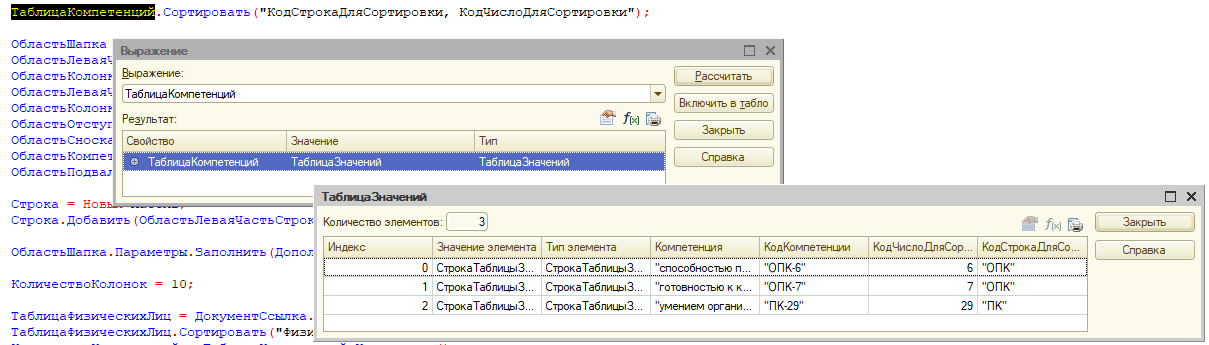 ТаблицаКомпетенций.Сортировать("КодСтрокаДляСортировки, КодЧислоДляСортировки");
ОбластьШапка
ОбластьЛеваяЧ
ОбластьКолонк
ОбластьЛеваяЧ
ОбластьКолонк
ОбластьОтступ
ОбластьСноска
ОбластьКомпет
ОбластьПодвал
Выражение
Выражение:
ТаблицаКомпетенций
Результат:
Свойство Значение Тип
ТаблицаКомпетенций ТаблицаЗначений ТаблицаЗначений
Рассчитать
Включить в табло
Закрыть
Справка
Строка = Новы
Строка.Добавить(ОбластьЛеваяЧастьСтрок
ОбластьШапка.Параметры.Заполнить(Допол
КоличествоКолонок = 10;
ТаблицаФизическихЛиц = ДокументСсылка.
ТаблицаФизическихЛиц.Сортировать("Физи
ТаблицаЗначений
Количество элементов: 3
Закрыть
Справка
Индекс Значение элемента Тип элемента Компетенция КодКомпетенции КодЧислоДляСор... КодСтрокаДляСо...
0 СтрокаТаблицыЗ... СтрокаТаблицыЗ... "способностью п... "ОПК-6" 6 "ОПК"
1 СтрокаТаблицыЗ... СтрокаТаблицыЗ... "готовностью к к... "ОПК-7" 7 "ОПК"
2 СтрокаТаблицыЗ... СтрокаТаблицыЗ... "умением органи... "ПК-29" 29 "ПК"